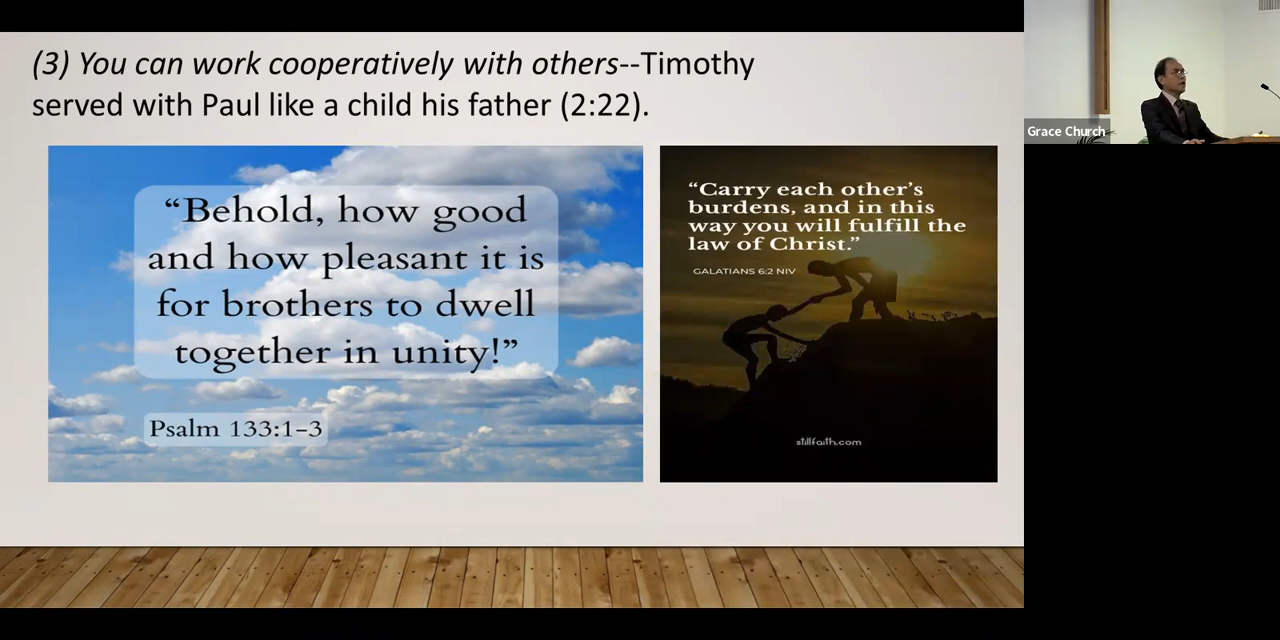 (3) You can work cooperatively with others--Timothy
served with Paul like a child his father (2:22).
“Behold, how good
and how pleasant it is
for brothers to dwell
together in unity!”
Psalm 133:1–3
“Carry each other’s
burdens, and in this
way you will fulfill the
law of Christ.”
GALATIANS 6:2 NIV
stillfaith.com
Grace Church